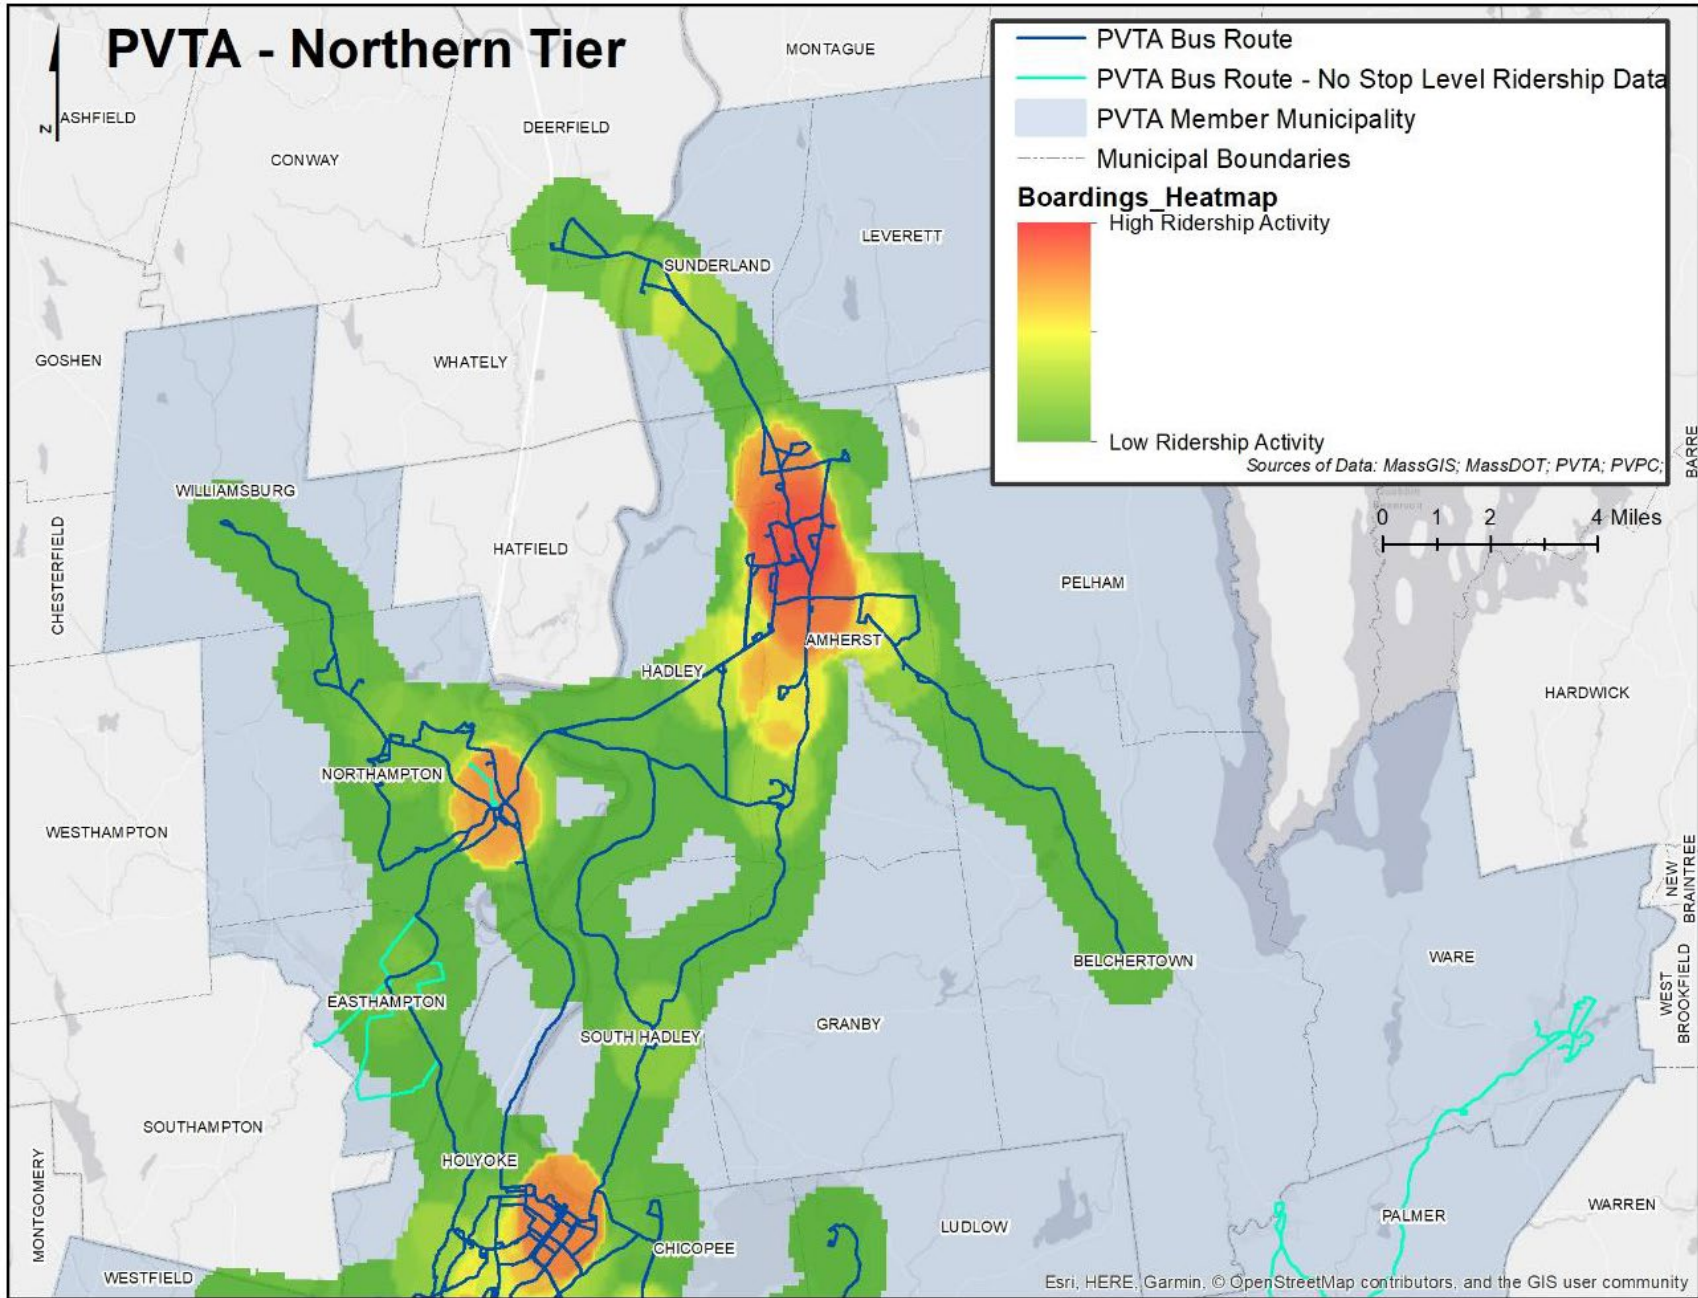 PVTA - Northern Tier
N
PVTA Bus Route
PVTA Bus Route - No Stop Level Ridership Data
PVTA Member Municipality
Municipal Boundaries
Boardings_Heatmap
High Ridership Activity
Low Ridership Activity
Sources of Data: MassGIS; MassDOT; PVTA; PVPC;
0 1 2 4 Miles
MONTAGUE
ASHFIELD
DEERFIELD
CONWAY
LEVERETT
SUNDERLAND
GOSHEN
WHATELY
BARRE
WILLIAMSBURG
CHESTERFIELD
HATFIELD
PELHAM
AMHERST
HADLEY
HARDWICK
NORTHAMPTON
WESTHAMPTON
NEW
BRAINTREE
BELCHERTOWN
WARE
WEST
BROOKFIELD
EASTHAMPTON
GRANBY
SOUTH HADLEY
SOUTHAMPTON
HOLYOKE
MONTGOMERY
WARREN
PALMER
LUDLOW
CHICOPEE
WESTFIELD
Esri, HERE, Garmin, © OpenStreetMap contributors, and the GIS user community